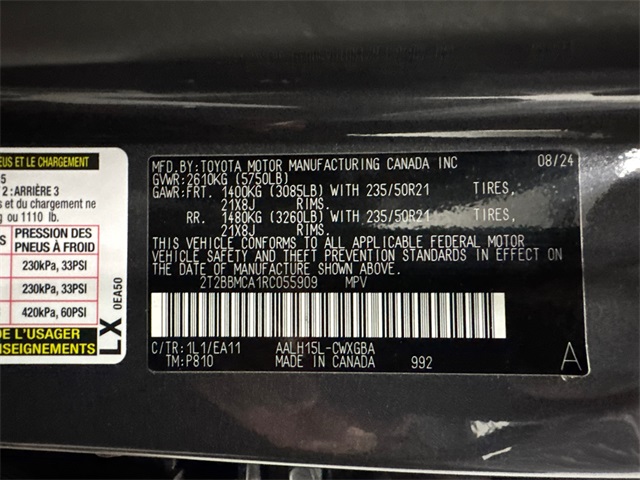 EUS ET LE CHARGEMENT
5
2 : ARRIÈRE 3
et du chargement ne
g ou 1110 lb.
S PRESSION DES
PNEUS À FROID
230kPa, 33PSI
230kPa, 33PSI
420kPa, 60PSI
DE L'USAGER
NSEIGNEMENTS
LX
0EA50
MFD.BY:TOYOTA MOTOR MANUFACTURING CANADA INC 08/24
GVWR:2610KG (5750LB)
GAWR:FRT. 1400KG (3085LB) WITH 235/50R21 TIRES,
21X8J RIMS.
RR. 1480KG (3260LB) WITH 235/50R21 TIRES,
21X8J RIMS.
THIS VEHICLE CONFORMS TO ALL APPLICABLE FEDERAL MOTOR
VEHICLE SAFETY AND THEFT PREVENTION STANDARDS IN EFFECT ON
THE DATE OF MANUFACTURE SHOWN ABOVE.
2T2BBMCA1RC055909 MPV
C/TR:1L1/EA11 AALH15L-CWXGBA
TM:P810 MADE IN CANADA 992 A